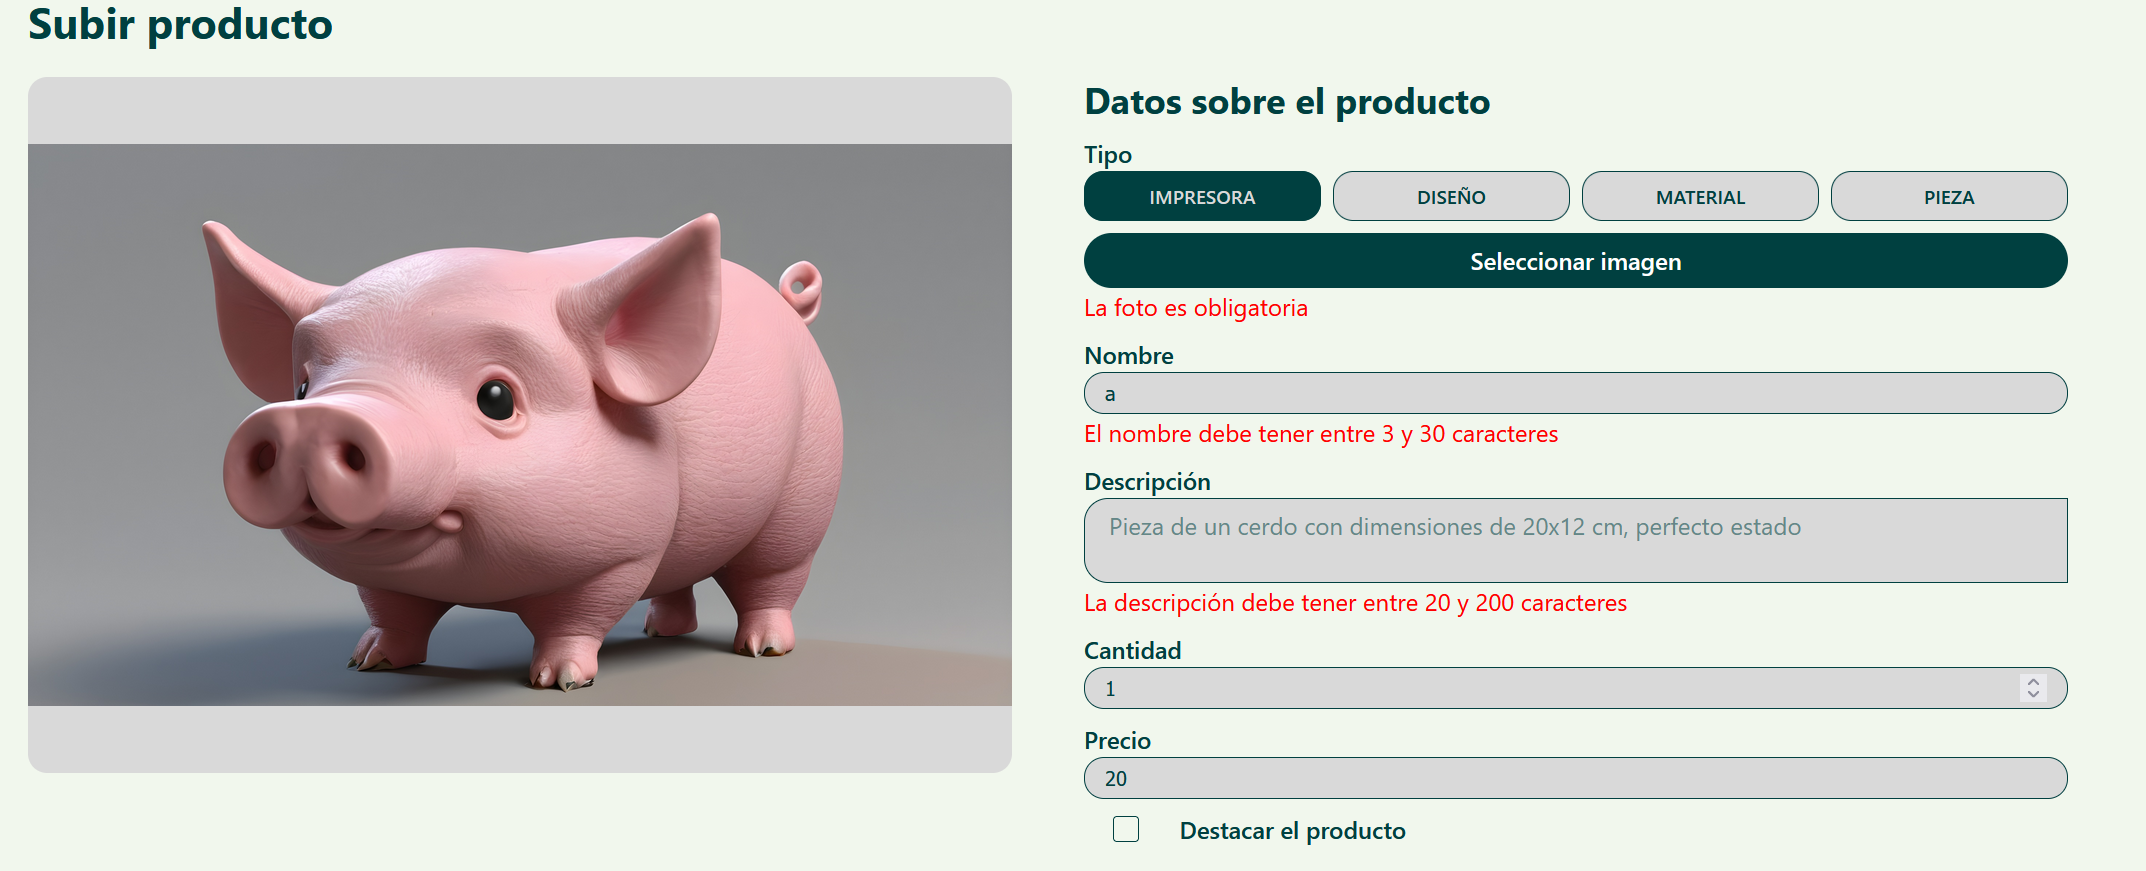 Subir producto
Datos sobre el producto
Tipo
IMPRESORA
DISEÑO
MATERIAL
PIEZA
Seleccionar imagen
La foto es obligatoria
Nombre
a
El nombre debe tener entre 3 y 30 caracteres
Descripción
Pieza de un cerdo con dimensiones de 20x12 cm, perfecto estado
La descripción debe tener entre 20 y 200 caracteres
Cantidad
1
Precio
20
Destacar el producto